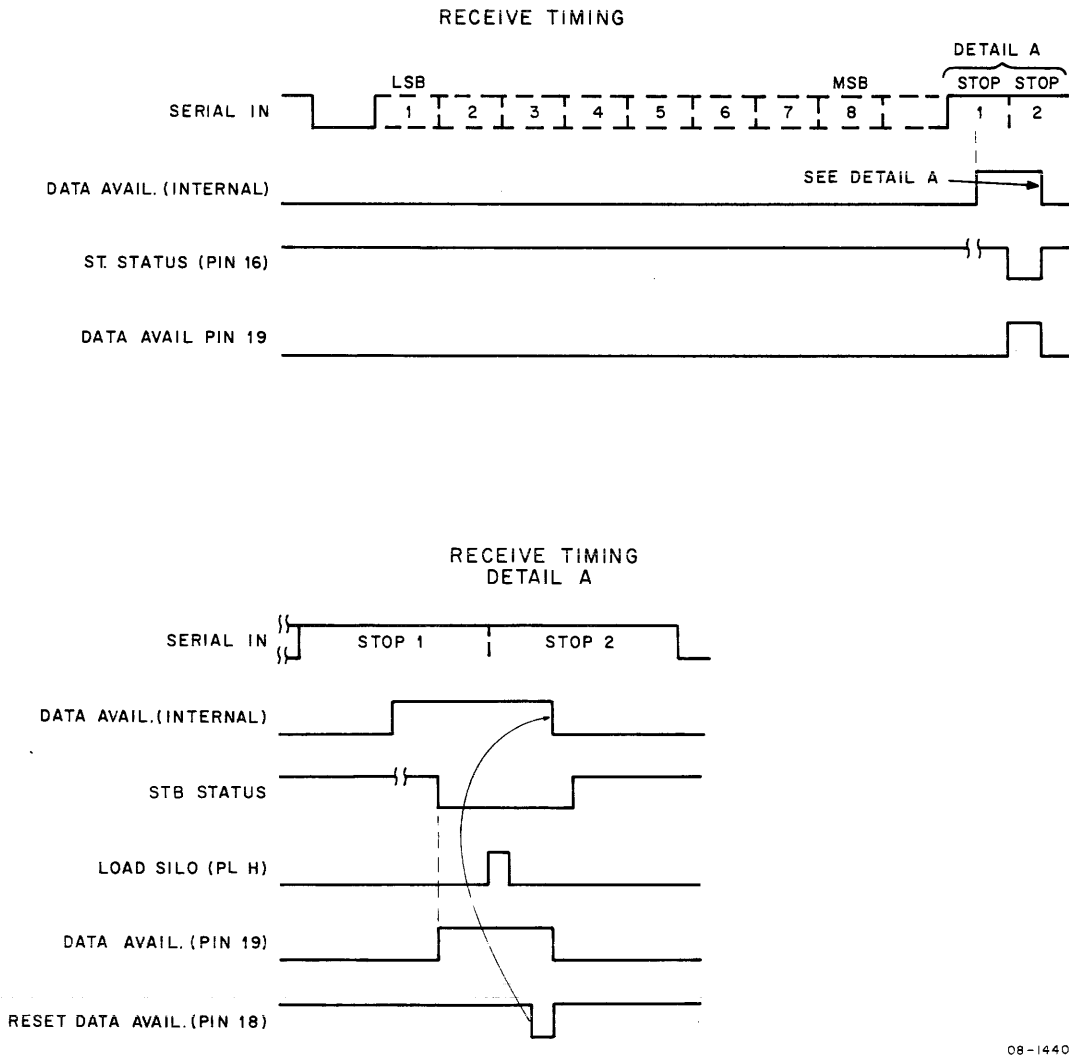 RECEIVE TIMING
DETAIL A
LSB MSB STOP STOP
SERIAL IN 1 2 3 4 5 6 7 8 1 2
DATA AVAIL.(INTERNAL) SEE DETAIL A
ST. STATUS (PIN 16)
DATA AVAIL PIN 19
RECEIVE TIMING
DETAIL A
SERIAL IN STOP 1 STOP 2
DATA AVAIL.(INTERNAL)
STB STATUS
LOAD SILO (PL H)
DATA AVAIL. (PIN 19)
RESET DATA AVAIL. (PIN 18)
08-1440